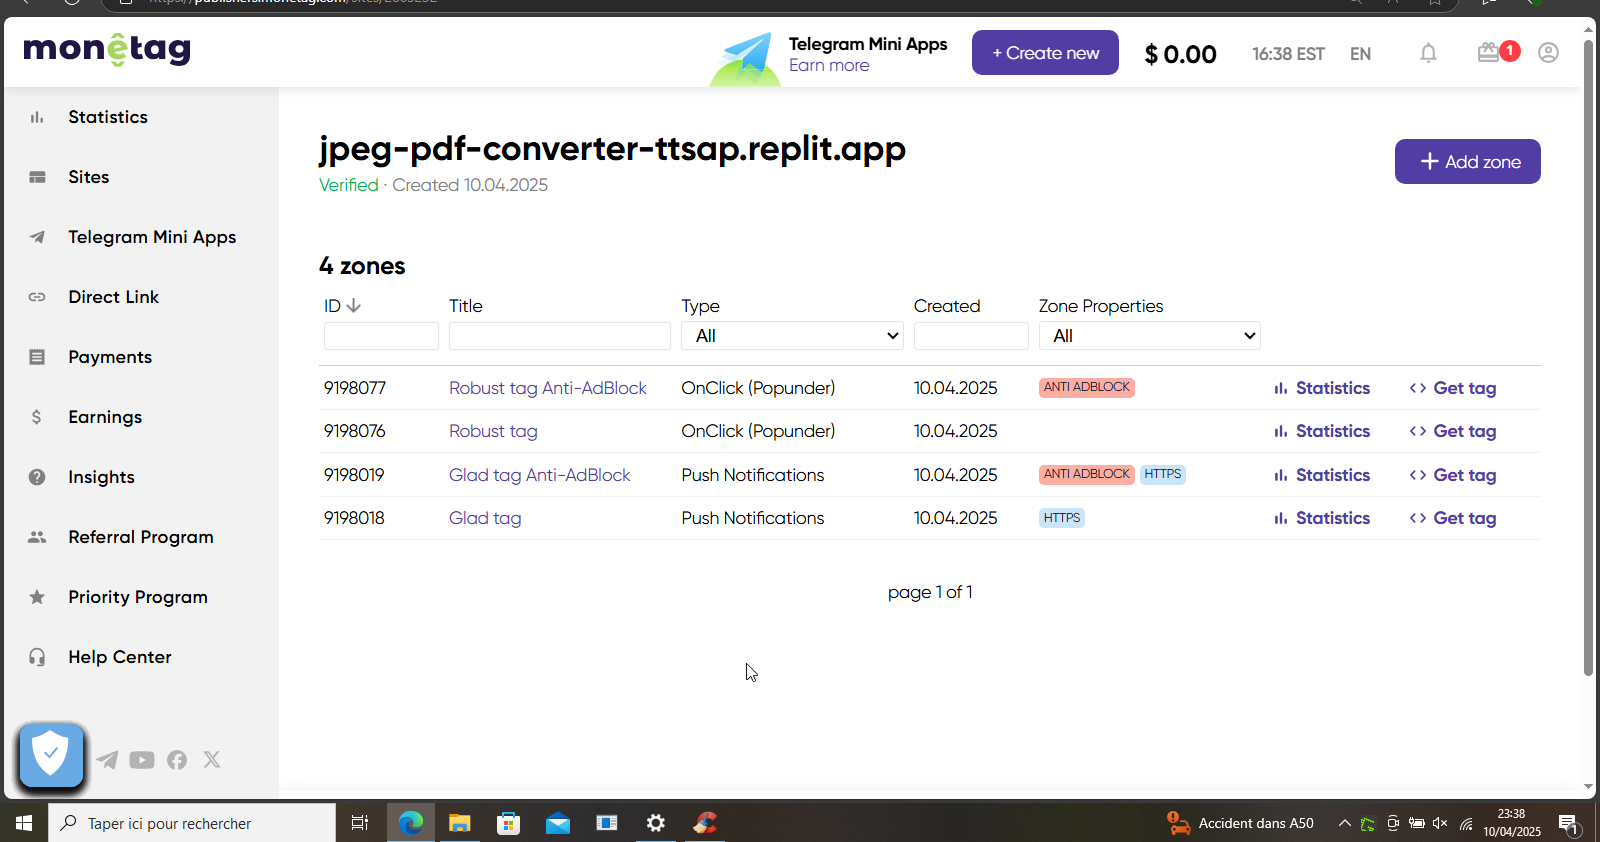 monetag
Telegram Mini Apps
Earn more
+ Create new
$ 0.00
16:38 EST
EN
1
Statistics
Sites
Telegram Mini Apps
Direct Link
Payments
Earnings
Insights
Referral Program
Priority Program
Help Center
jpeg-pdf-converter-ttsap.replit.app
Verified · Created 10.04.2025
+ Add zone
4 zones
ID Title Type Created Zone Properties
All All
9198077 Robust tag Anti-AdBlock OnClick (Popunder) 10.04.2025 ANTI ADBLOCK Statistics <> Get tag
9198076 Robust tag OnClick (Popunder) 10.04.2025 Statistics <> Get tag
9198019 Glad tag Anti-AdBlock Push Notifications 10.04.2025 ANTI ADBLOCK HTTPS Statistics <> Get tag
9198018 Glad tag Push Notifications 10.04.2025 HTTPS Statistics <> Get tag
page 1 of 1
Taper ici pour rechercher
Accident dans A50
23:38
10/04/2025
1